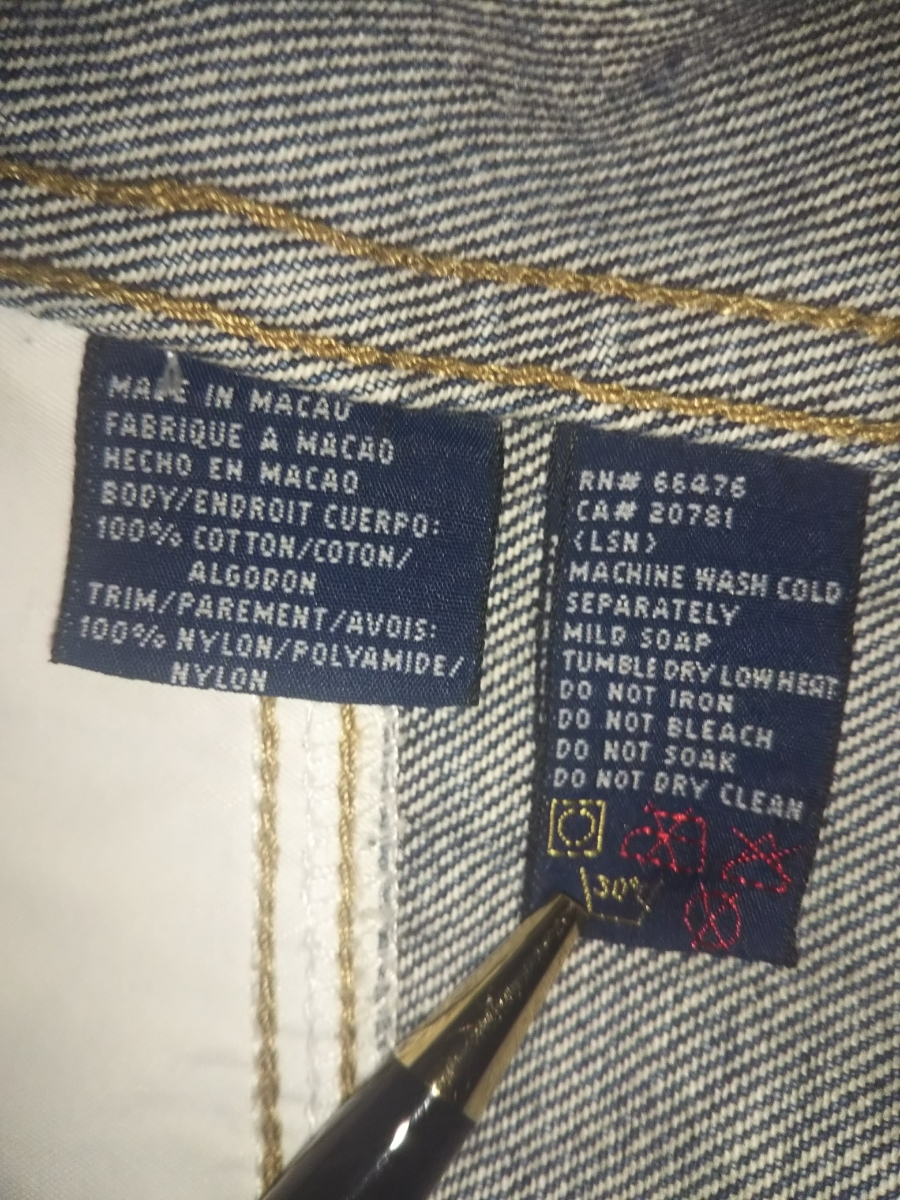 MADE IN MACAU
FABRIQUE A MACAO
HECHO EN MACAO
BODY/ENDROIT CUERPO:
100% COTTON/COTON/
ALGODON
TRIM/PAREMENT/AVOIS:
100% NYLON/POLYAMIDE/
NYLON
RN# 66476
CA# 20781
<LSN>
MACHINE WASH COLD
SEPARATELY
MILD SOAP
TUMBLE DRY LOW HEAT
DO NOT IRON
DO NOT BLEACH
DO NOT SOAK
DO NOT DRY CLEAN
30°